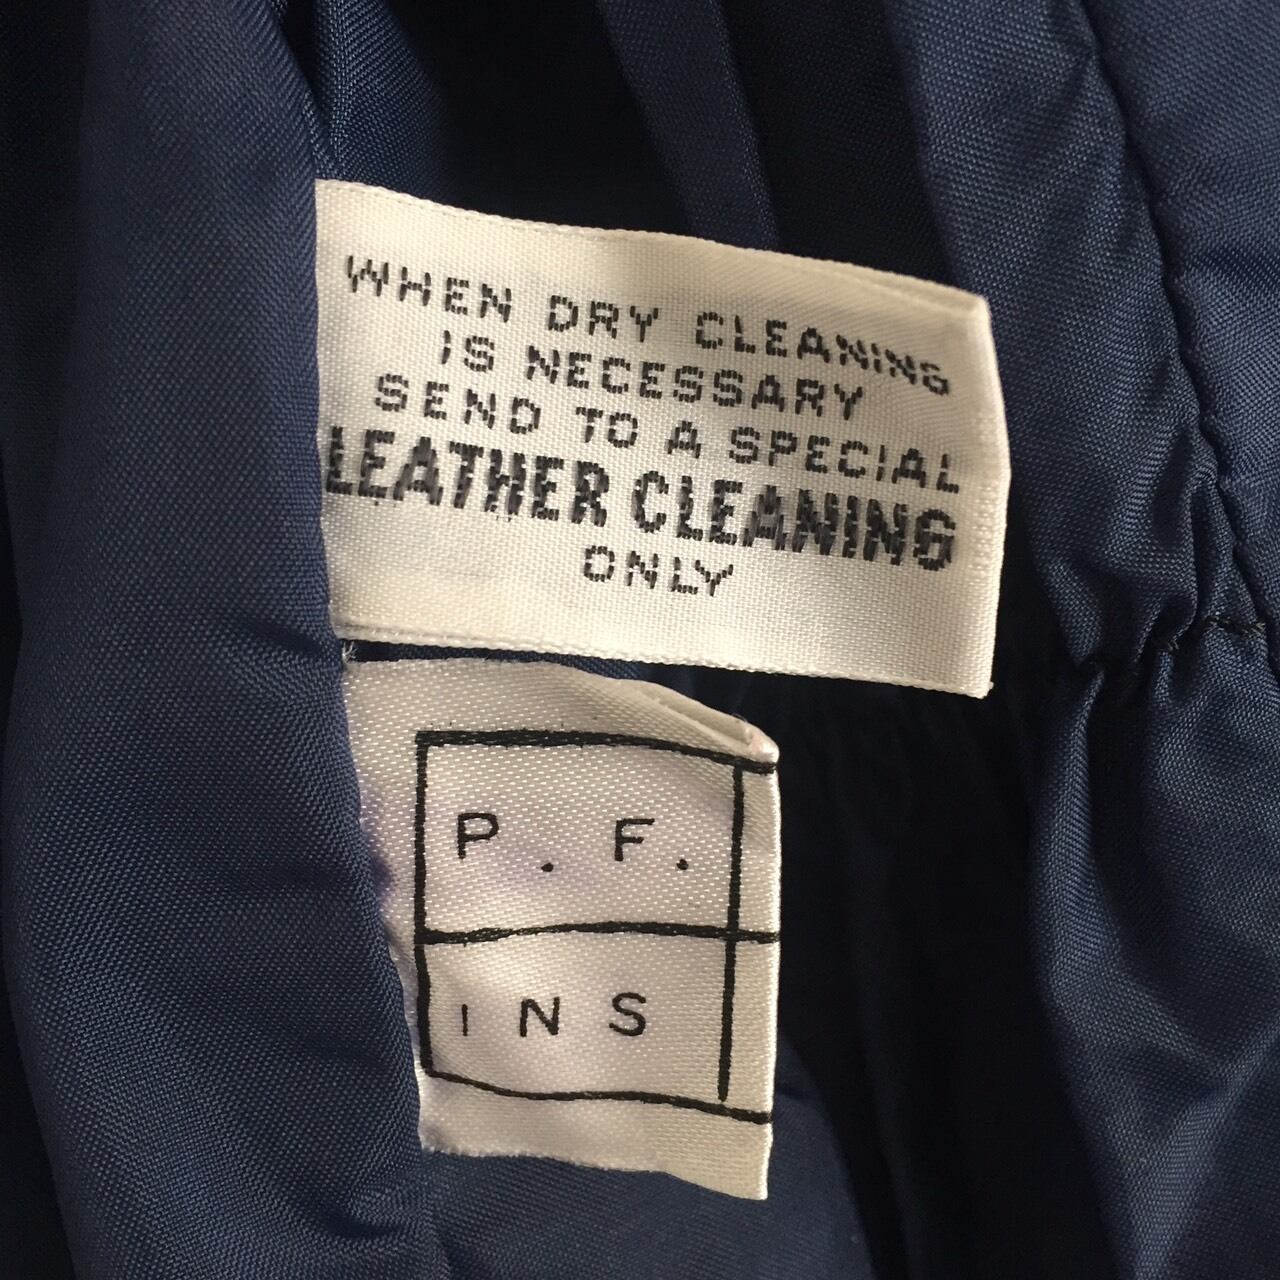 WHEN DRY CLEANING
IS NECESSARY
SEND TO A SPECIAL
LEATHER CLEANING
ONLY
P. F.
INS